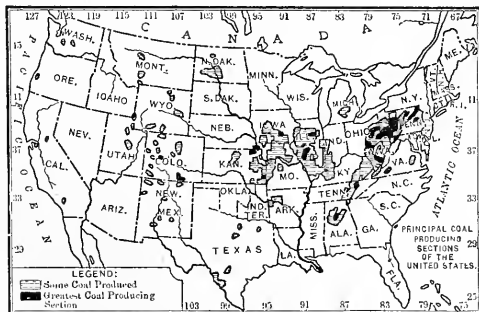 127 123 119 115 111 107 103 99 95 91 87 83 79 75 71 67
C A N A D A
WASH.
MONT.
N. DAK.
MINN.
ME.
ORE.
IDAHO
WYO.
S. DAK.
WIS.
MICH.
N.Y.
41
NEB.
IOWA
OHIO
NEV.
UTAH
COLO.
KAN.
MO.
IND.
KY.
VA.
37
CAL.
TENN.
N.C.
ARIZ.
NEW
MEX
OKLA.
IND.
TER.
ARK.
MISS.
ALA.
GA.
S.C.
33
TEXAS
LA.
FLA.
29
25
PACIFIC OCEAN
ATLANTIC OCEAN
PRINCIPAL COAL
PRODUCING
SECTIONS
OF THE
UNITED STATES.
LEGEND:
Some Coal Produced
Greatest Coal Producing
Section
103 99 95 91 87 83 79 75